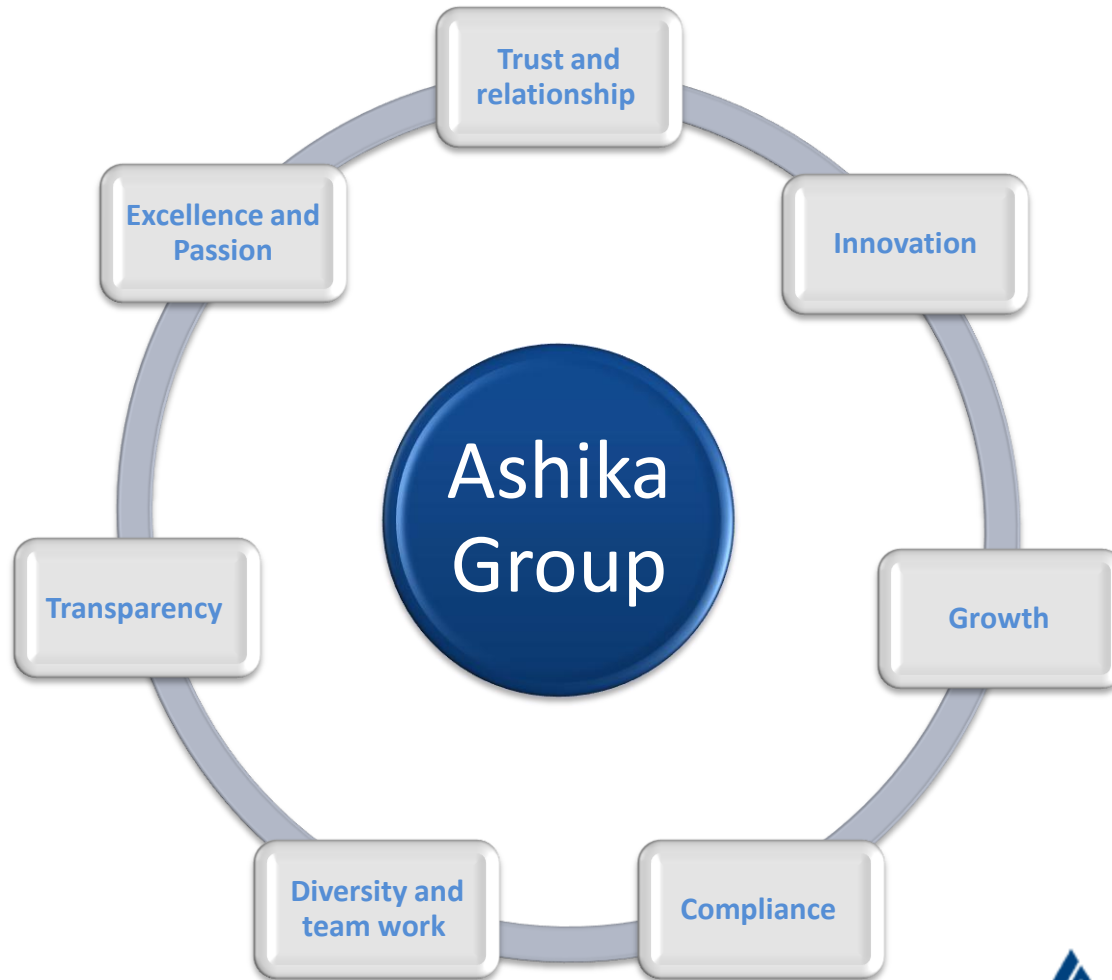 Trust and
relationship
Innovation
Growth
Compliance
Diversity and
team work
Transparency
Excellence and
Passion
Ashika
Group